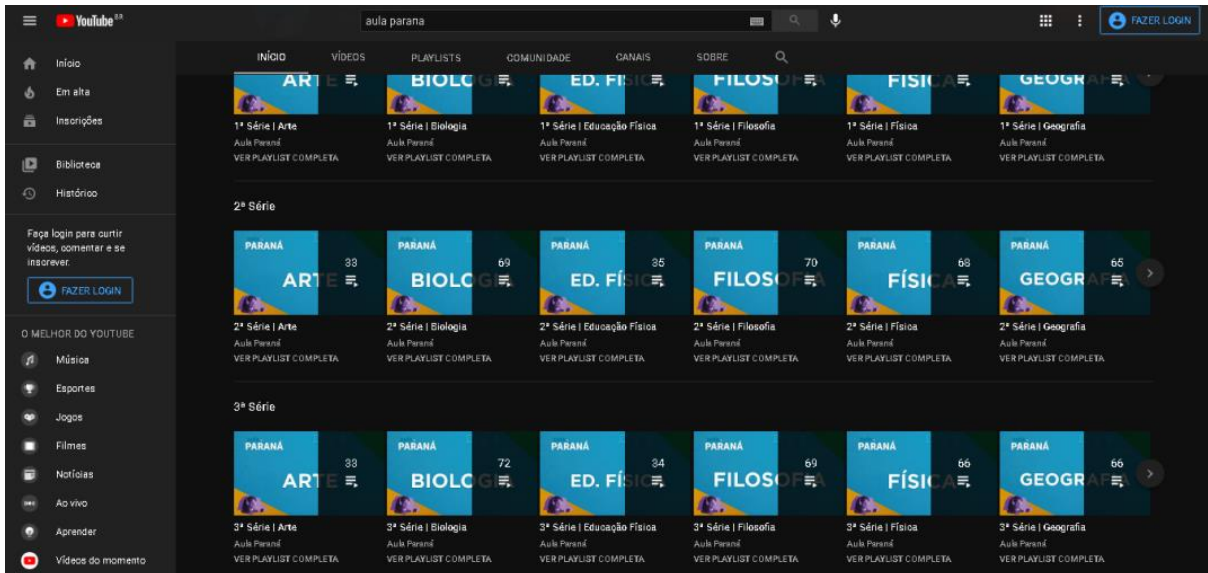 YouTube BR
aula parana
FAZER LOGIN
INÍCIO VÍDEOS PLAYLISTS COMUNIDADE CANAIS SOBRE
Início
Em alta
Inscrições
Biblioteca
Histórico
Faça login para curtir
vídeos, comentar e se
inscrever.
FAZER LOGIN
O MELHOR DO YOUTUBE
Música
Esportes
Jogos
Filmes
Notícias
Ao vivo
Aprender
Vídeos do momento
ARTE BIOLOGIA ED. FÍSICA FILOSOFIA FÍSICA GEOGRAFIA
1ª Série | Arte 1ª Série | Biologia 1ª Série | Educação Física 1ª Série | Filosofia 1ª Série | Física 1ª Série | Geografia
Aula Paraná Aula Paraná Aula Paraná Aula Paraná Aula Paraná Aula Paraná
VER PLAYLIST COMPLETA VER PLAYLIST COMPLETA VER PLAYLIST COMPLETA VER PLAYLIST COMPLETA VER PLAYLIST COMPLETA VER PLAYLIST COMPLETA
2ª Série
PARANÁ PARANÁ PARANÁ PARANÁ PARANÁ PARANÁ
33 69 35 70 68 65
ARTE BIOLOGIA ED. FÍSICA FILOSOFIA FÍSICA GEOGRAFIA
2ª Série | Arte 2ª Série | Biologia 2ª Série | Educação Física 2ª Série | Filosofia 2ª Série | Física 2ª Série | Geografia
Aula Paraná Aula Paraná Aula Paraná Aula Paraná Aula Paraná Aula Paraná
VER PLAYLIST COMPLETA VER PLAYLIST COMPLETA VER PLAYLIST COMPLETA VER PLAYLIST COMPLETA VER PLAYLIST COMPLETA VER PLAYLIST COMPLETA
3ª Série
PARANÁ PARANÁ PARANÁ PARANÁ PARANÁ PARANÁ
33 72 34 69 66 66
ARTE BIOLOGIA ED. FÍSICA FILOSOFIA FÍSICA GEOGRAFIA
3ª Série | Arte 3ª Série | Biologia 3ª Série | Educação Física 3ª Série | Filosofia 3ª Série | Física 3ª Série | Geografia
Aula Paraná Aula Paraná Aula Paraná Aula Paraná Aula Paraná Aula Paraná
VER PLAYLIST COMPLETA VER PLAYLIST COMPLETA VER PLAYLIST COMPLETA VER PLAYLIST COMPLETA VER PLAYLIST COMPLETA VER PLAYLIST COMPLETA